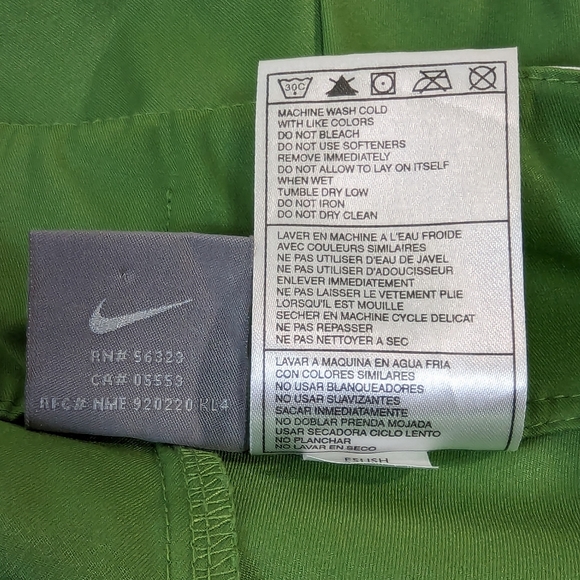 30C
MACHINE WASH COLD
WITH LIKE COLORS
DO NOT BLEACH
DO NOT USE SOFTENERS
REMOVE IMMEDIATELY
DO NOT ALLOW TO LAY ON ITSELF
WHEN WET
TUMBLE DRY LOW
DO NOT IRON
DO NOT DRY CLEAN
LAVER EN MACHINE A L'EAU FROIDE
AVEC COULEURS SIMILAIRES
NE PAS UTILISER D'EAU DE JAVEL
NE PAS UTILISER D'ADOUCISSEUR
ENLEVER IMMEDIATEMENT
NE PAS LAISSER LE VETEMENT PLIE
LORSQU'IL EST MOUILLE
SECHER EN MACHINE CYCLE DELICAT
NE PAS REPASSER
NE PAS NETTOYER A SEC
LAVAR A MAQUINA EN AGUA FRIA
CON COLORES SIMILARES
NO USAR BLANQUEADORES
NO USAR SUAVIZANTES
SACAR INMEDIATAMENTE
NO DOBLAR PRENDA MOJADA
USAR SECADORA CICLO LENTO
NO PLANCHAR
NO LAVAR EN SECO
RN# 56323
CA# 05553
RFC# NME 920220 KL4